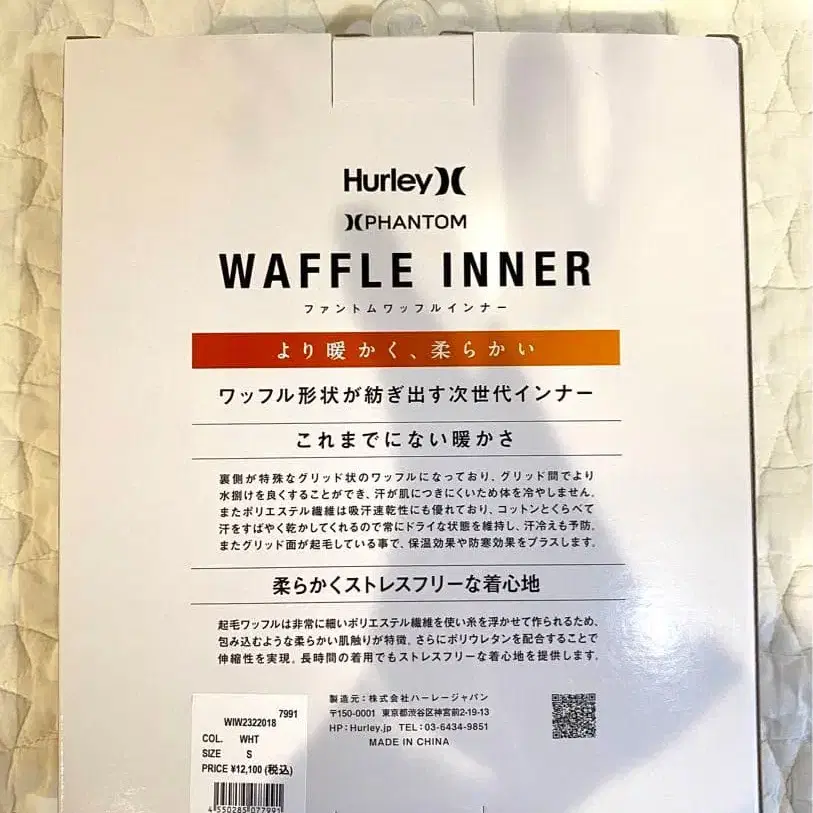 Hurley
PHANTOM
WAFFLE INNER
ファントムワッフルインナー
より暖かく、柔らかい
ワッフル形状が紡ぎ出す次世代インナー
これまでにない暖かさ
裏側が特殊なグリッド状のワッフルになっており、グリッド間でより
水捌けを良くすることができ、汗が肌につきにくいため体を冷やしません。
またポリエステル繊維は吸汗速乾性にも優れており、コットンとくらべて
汗をすばやく乾かしてくれるので常にドライな状態を維持し、汗冷えも予防。
またグリッド面が起毛している事で、保温効果や防寒効果をプラスします。
柔らかくストレスフリーな着心地
起毛ワッフルは非常に細いポリエステル繊維を使い糸を浮かせて作られるため、
包み込むような柔らかい肌触りが特徴。さらにポリウレタンを配合することで
伸縮性を実現。長時間の着用でもストレスフリーな着心地を提供します。
製造元：株式会社ハーレージャパン
〒150-0001 東京都渋谷区神宮前2-19-13
HP：Hurley.jp TEL：03-6434-9851
MADE IN CHINA
7991
WIW2322018
COL. WHT
SIZE S
PRICE ¥12,100 (税込)
4 550285 077991